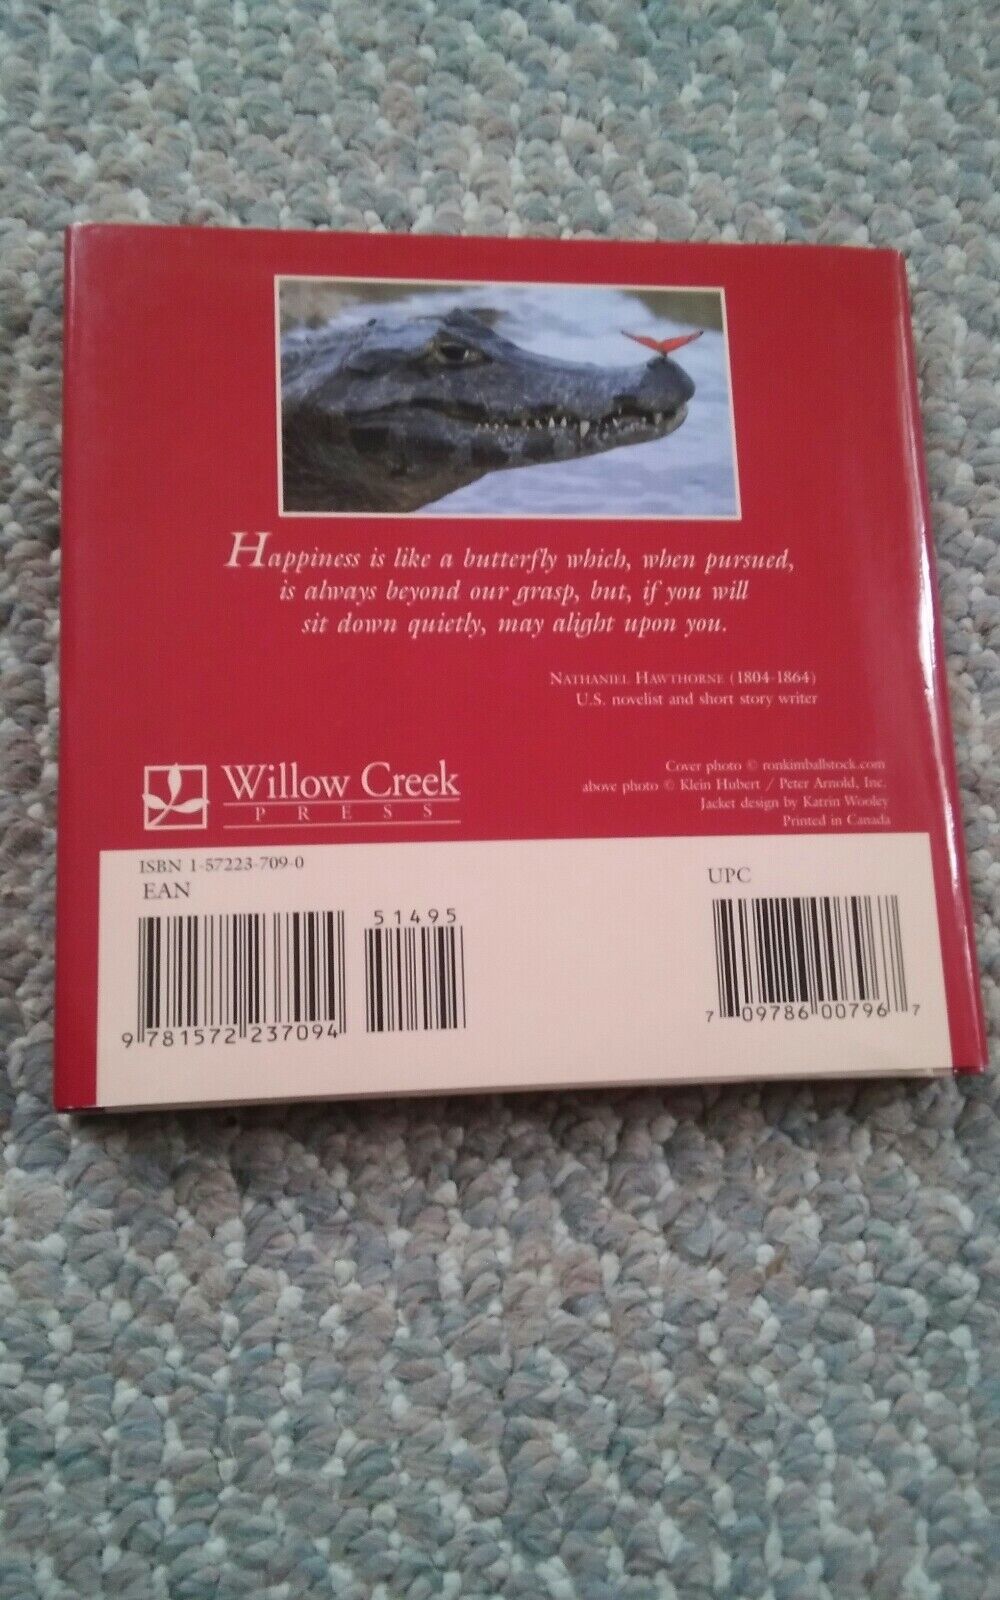 Happiness is like a butterfly which, when pursued,
is always beyond our grasp, but, if you will
sit down quietly, may alight upon you.
NATHANIEL HAWTHORNE (1804-1864)
U.S. novelist and short story writer
Willow Creek
PRESS
Cover photo © ronkimballstock.com
above photo © Klein Hubert / Peter Arnold, Inc.
Jacket design by Katrin Wooley
Printed in Canada
ISBN 1-57223-709-0
EAN
51495
9 781572 237094
UPC
7 09786 00796 7